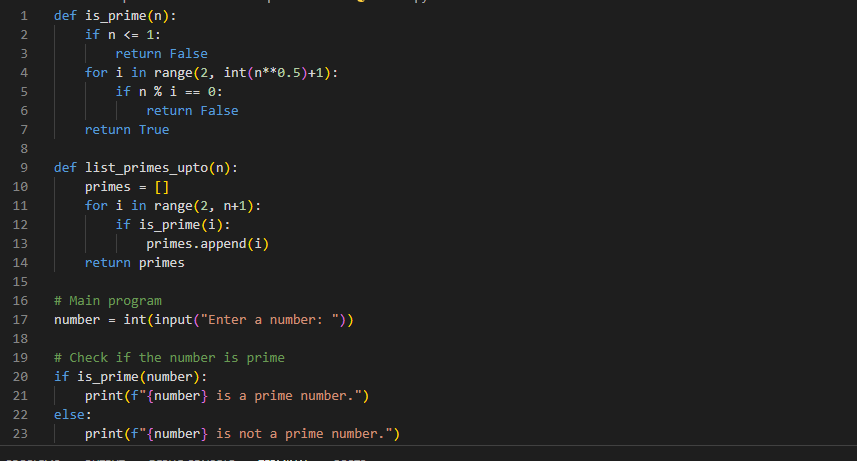 1 def is_prime(n):
2     if n <= 1:
3         return False
4     for i in range(2, int(n**0.5)+1):
5         if n % i == 0:
6             return False
7     return True
8
9 def list_primes_upto(n):
10     primes = []
11     for i in range(2, n+1):
12         if is_prime(i):
13             primes.append(i)
14     return primes
15
16 # Main program
17 number = int(input("Enter a number: "))
18
19 # Check if the number is prime
20 if is_prime(number):
21     print(f"{number} is a prime number.")
22 else:
23     print(f"{number} is not a prime number.")